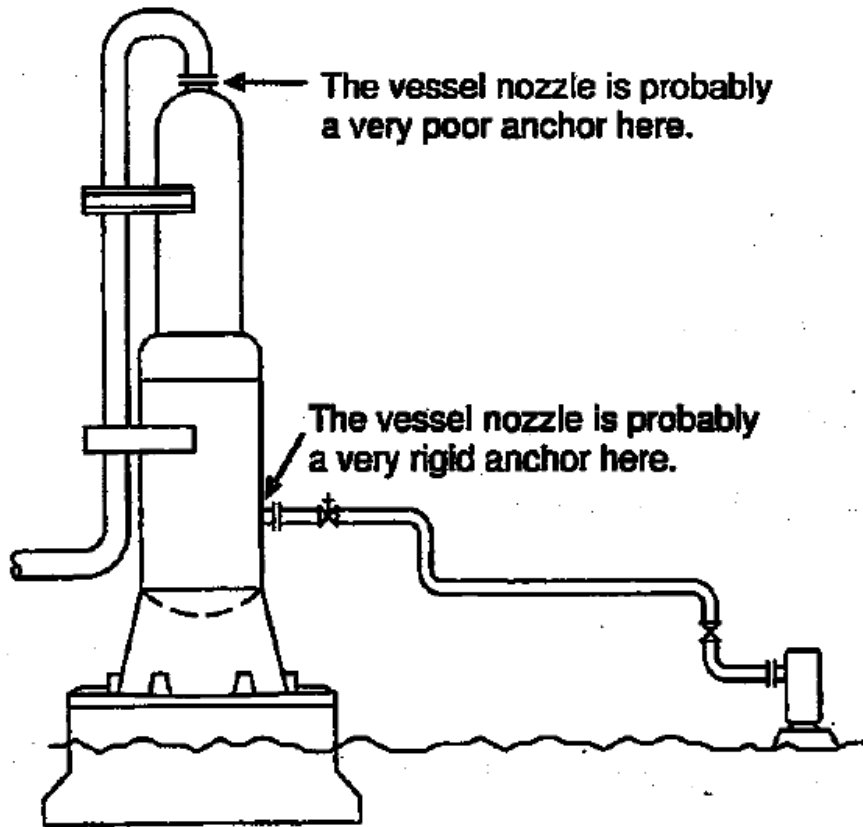 The vessel nozzle is probably
a very poor anchor here.
The vessel nozzle is probably
a very rigid anchor here.